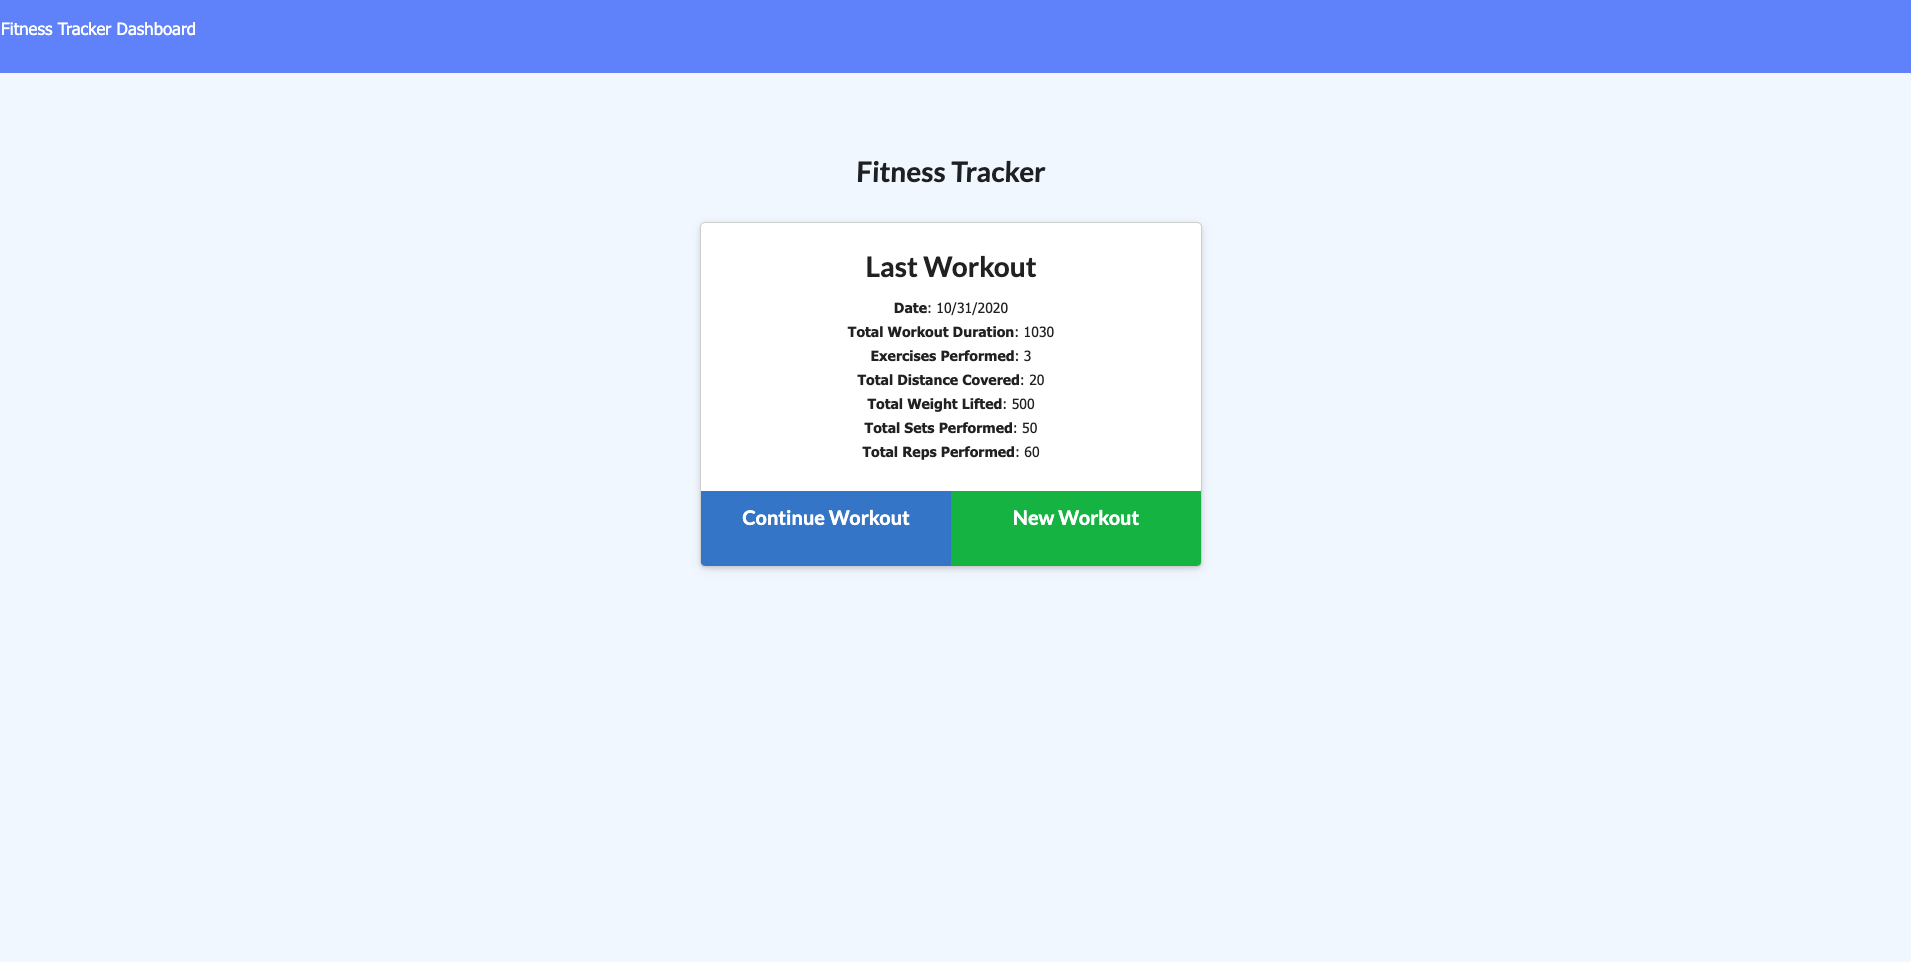 Fitness Tracker Dashboard
Fitness Tracker
Last Workout
Date: 10/31/2020
Total Workout Duration: 1030
Exercises Performed: 3
Total Distance Covered: 20
Total Weight Lifted: 500
Total Sets Performed: 50
Total Reps Performed: 60
Continue Workout New Workout